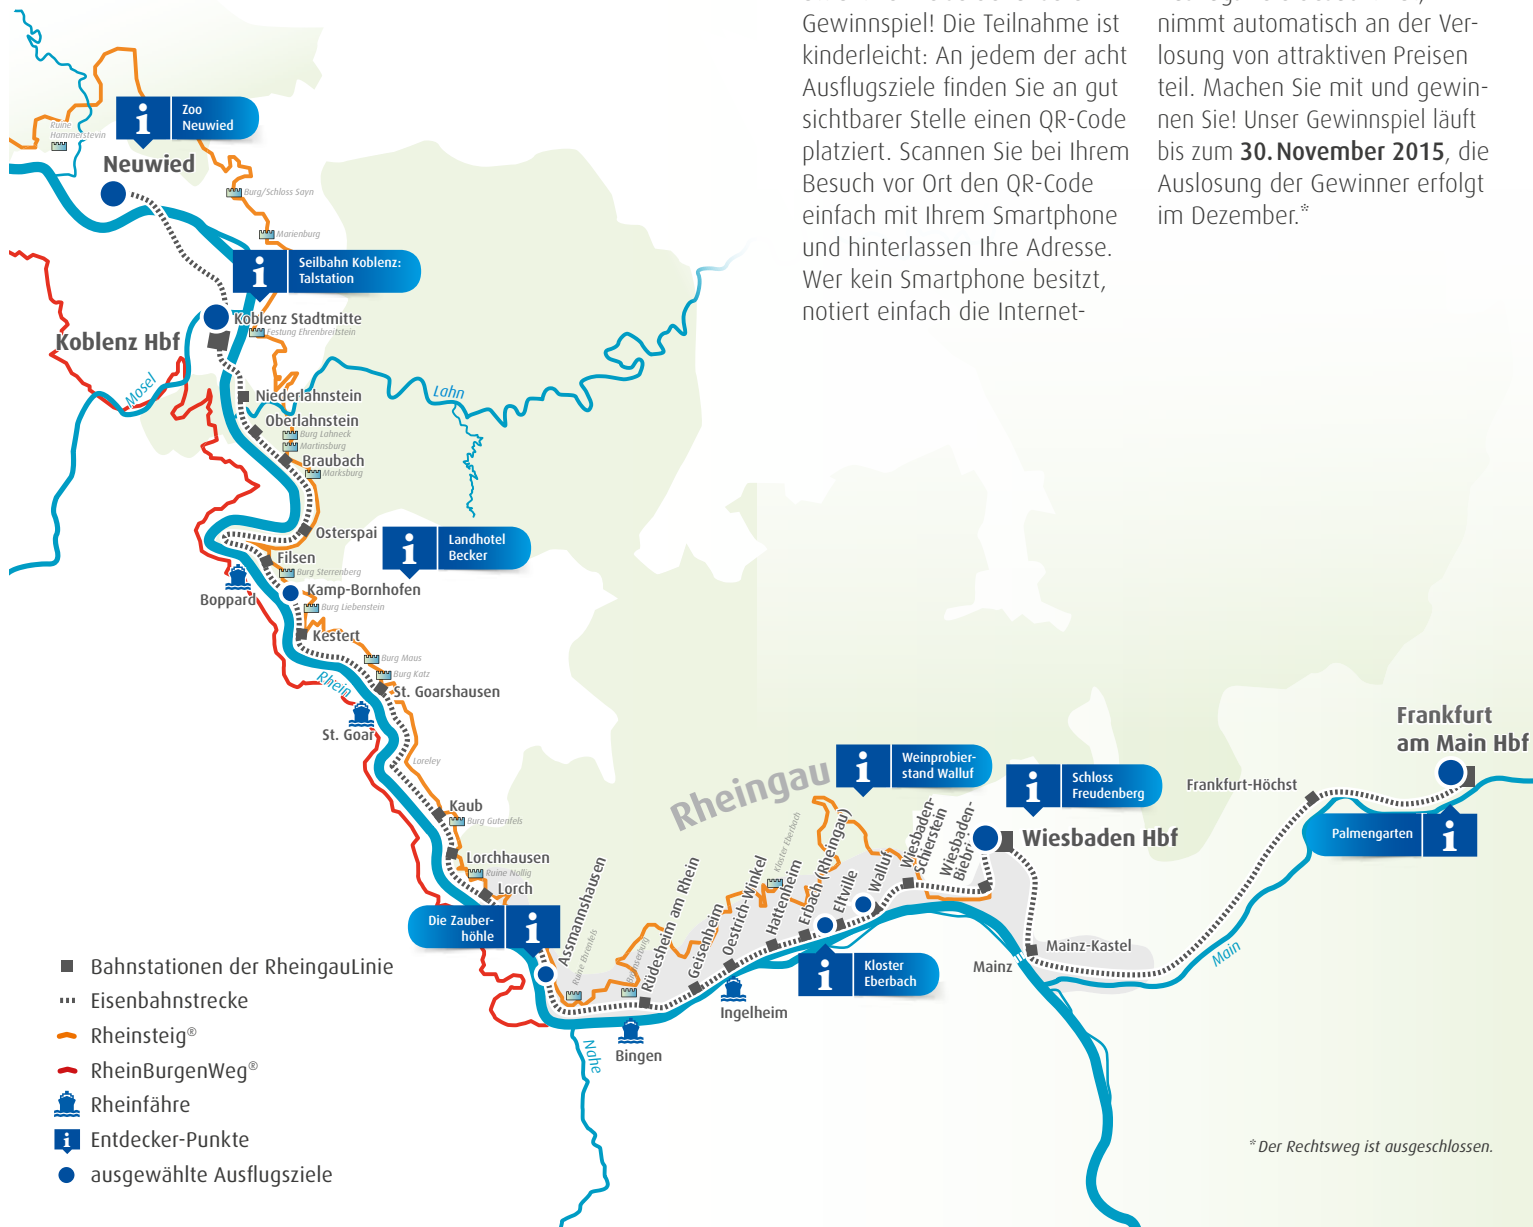 Gewinnspiel! Die Teilnahme ist
kinderleicht: An jedem der acht
Ausflugsziele finden Sie an gut
sichtbarer Stelle einen QR-Code
platziert. Scannen Sie bei Ihrem
Besuch vor Ort den QR-Code
einfach mit Ihrem Smartphone
und hinterlassen Ihre Adresse.
Wer kein Smartphone besitzt,
notiert einfach die Internet-
nimmt automatisch an der Ver-
losung von attraktiven Preisen
teil. Machen Sie mit und gewin-
nen Sie! Unser Gewinnspiel läuft
bis zum 30. November 2015, die
Auslosung der Gewinner erfolgt
im Dezember.*
Zoo
Neuwied
Ruine
Hammerstein
Neuwied
Burg/Schloss Sayn
Marienburg
Seilbahn Koblenz:
Talstation
Koblenz Stadtmitte
Festung Ehrenbreitstein
Koblenz Hbf
Mosel
Lahn
Niederlahnstein
Oberlahnstein
Burg Lahneck
Martinsburg
Braubach
Marksburg
Osterspai
Landhotel
Becker
Filsen
Burg Sterrenberg
Kamp-Bornhofen
Boppard
Burg Liebenstein
Kestert
Burg Maus
Burg Katz
Rhein
St. Goarshausen
St. Goar
Loreley
Kaub
Burg Gutenfels
Lorchhausen
Ruine Nollig
Lorch
Die Zauber-
höhle
Assmannshausen
Ruine Ehrenfels
Brömserburg
Rüdesheim am Rhein
Geisenheim
Oestrich-Winkel
Kloster Eberbach
Hattenheim
Erbach (Rheingau)
Eltville
Walluf
Wiesbaden-
Schierstein
Wiesbaden-
Biebrich
Rheingau
Weinprobier-
stand Walluf
Schloss
Freudenberg
Wiesbaden Hbf
Frankfurt
am Main Hbf
Frankfurt-Höchst
Palmengarten
Main
Mainz-Kastel
Mainz
Kloster
Eberbach
Ingelheim
Bingen
Nahe
Bahnstationen der RheingauLinie
Eisenbahnstrecke
Rheinsteig®
RheinBurgenWeg®
Rheinfähre
Entdecker-Punkte
ausgewählte Ausflugsziele
* Der Rechtsweg ist ausgeschlossen.